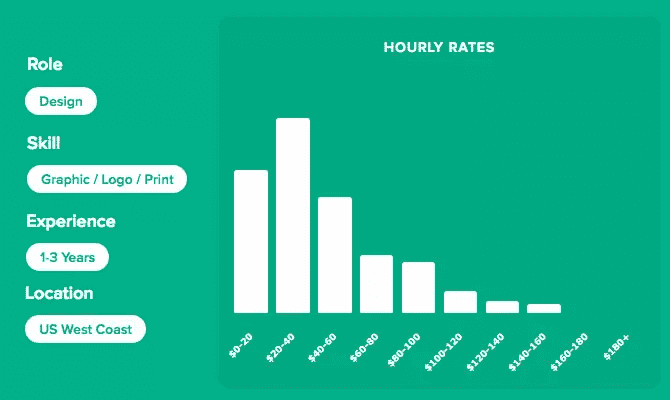 Role
Design
Skill
Graphic / Logo / Print
Experience
1-3 Years
Location
US West Coast
HOURLY RATES
$0-20
$20-40
$40-60
$60-80
$80-100
$100-120
$120-140
$140-160
$160-180
$180+